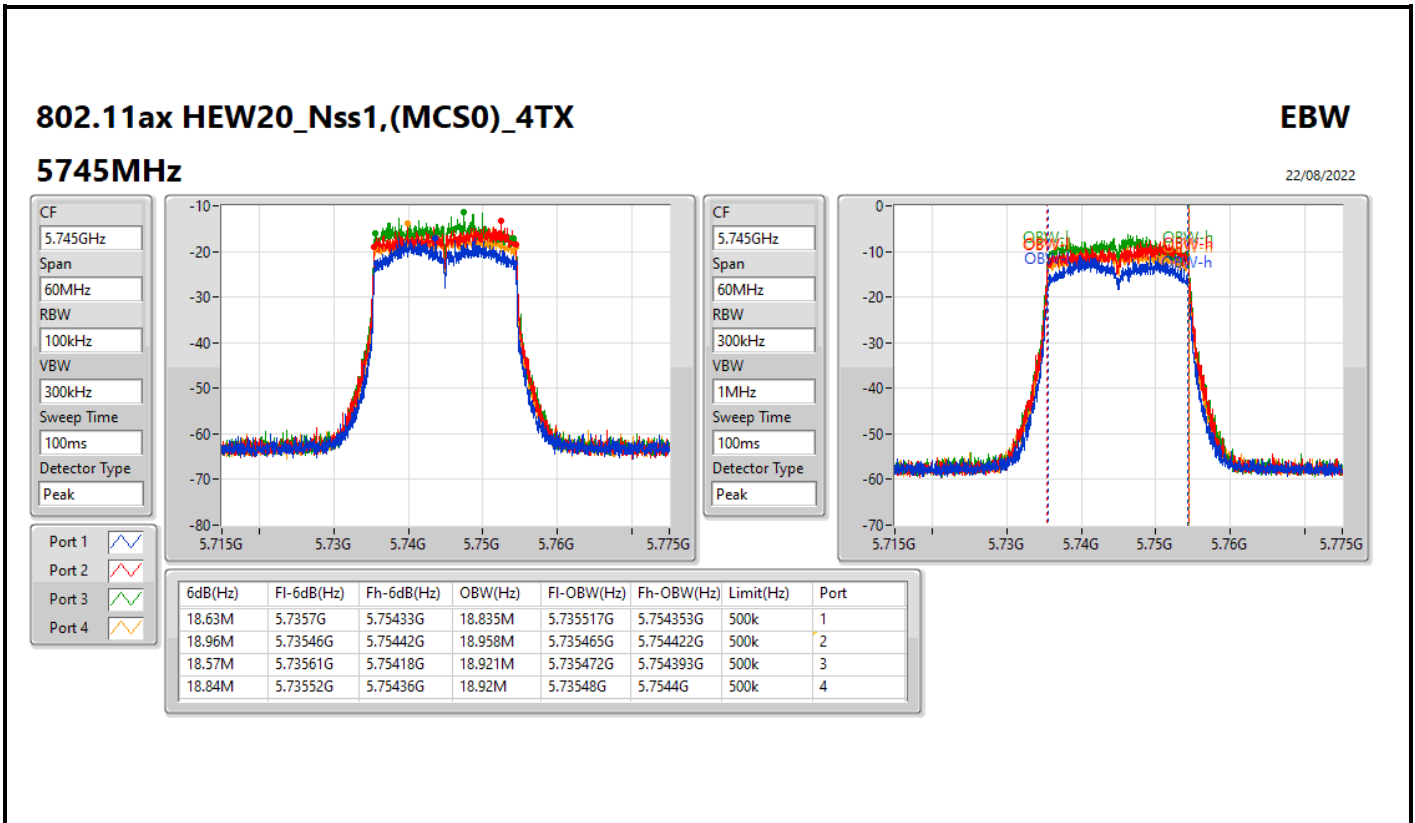 802.11ax HEW20_Nss1,(MCS0)_4TX EBW
5745MHz 22/08/2022
CF
5.745GHz
Span
60MHz
RBW
100kHz
VBW
300kHz
Sweep Time
100ms
Detector Type
Peak
-10
-20
-30
-40
-50
-60
-70
-80
5.715G 5.73G 5.74G 5.75G 5.76G 5.775G
CF
5.745GHz
Span
60MHz
RBW
300kHz
VBW
1MHz
Sweep Time
100ms
Detector Type
Peak
0
-10
-20
-30
-40
-50
-60
-70
OBW-h
5.715G 5.73G 5.74G 5.75G 5.76G 5.775G
Port 1
Port 2
Port 3
Port 4
6dB(Hz) Fl-6dB(Hz) Fh-6dB(Hz) OBW(Hz) Fl-OBW(Hz) Fh-OBW(Hz) Limit(Hz) Port
18.63M 5.7357G 5.75433G 18.835M 5.735517G 5.754353G 500k 1
18.96M 5.73546G 5.75442G 18.958M 5.735465G 5.754422G 500k 2
18.57M 5.73561G 5.75418G 18.921M 5.735472G 5.754393G 500k 3
18.84M 5.73552G 5.75436G 18.92M 5.73548G 5.7544G 500k 4